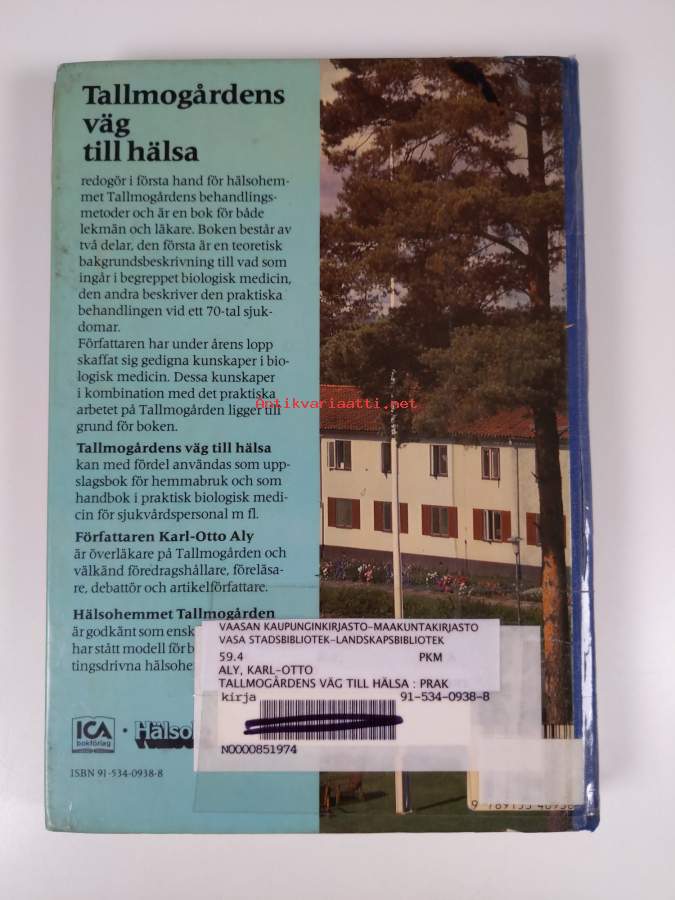 Tallmogårdens
väg
till hälsa
redogör i första hand för hälsohem-
met Tallmogårdens behandlings-
metoder och är en bok för både
lekmän och läkare. Boken består av
två delar, den första är en teoretisk
bakgrundsbeskrivning till vad som
ingår i begreppet biologisk medicin,
den andra beskriver den praktiska
behandlingen vid ett 70-tal sjuk-
domar.
Författaren har under årens lopp
skaffat sig gedigna kunskaper i bio-
logisk medicin. Dessa kunskaper
i kombination med det praktiska
arbetet på Tallmogården ligger till
grund för boken.
Antikvariaatti.net
Tallmogårdens väg till hälsa
kan med fördel användas som upp-
slagsbok för hemmabruk och som
handbok i praktisk biologisk medi-
cin för sjukvårdspersonal m fl.
Författaren Karl-Otto Aly
är överläkare på Tallmogården och
välkänd föredragshållare, föreläsa-
re, debattör och artikelförfattare.
Hälsohemmet Tallmogården
är godkänt som ensk
har stått modell för b
tingsdrivna hälsohe
VAASAN KAUPUNGINKIRJASTO-MAAKUNTAKIRJASTO
VASA STADSBIBLIOTEK-LANDSKAPSBIBLIOTEK
59.4 PKM
ALY, KARL-OTTO
TALLMOGÅRDENS VÄG TILL HÄLSA : PRAK
kirja 91-534-0938-8
N0000851974
ICA
bokförlag
Hälso
ISBN 91-534-0938-8